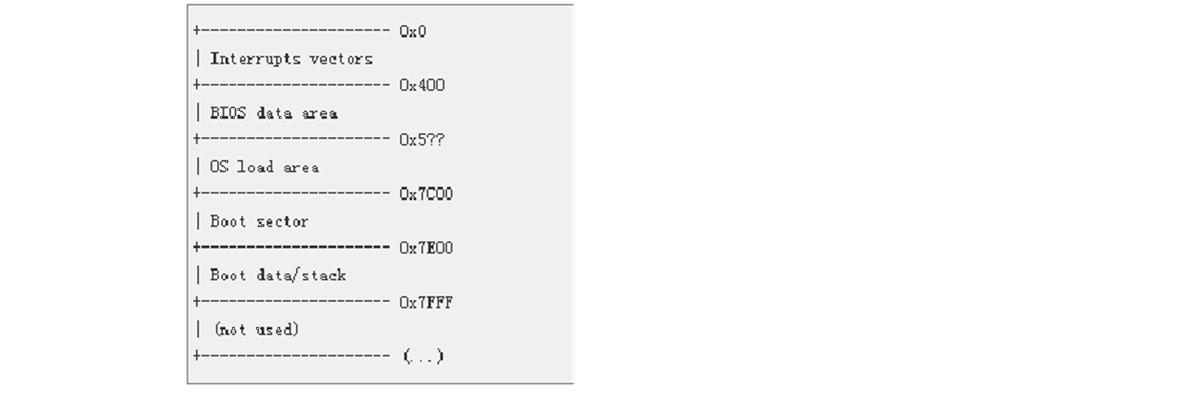 +--------------------- 0x0
| Interrupts vectors
+--------------------- 0x400
| BIOS data area
+--------------------- 0x5??
| OS load area
+--------------------- 0x7C00
| Boot sector
+--------------------- 0x7E00
| Boot data/stack
+--------------------- 0x7FFF
| (not used)
+--------------------- (...)